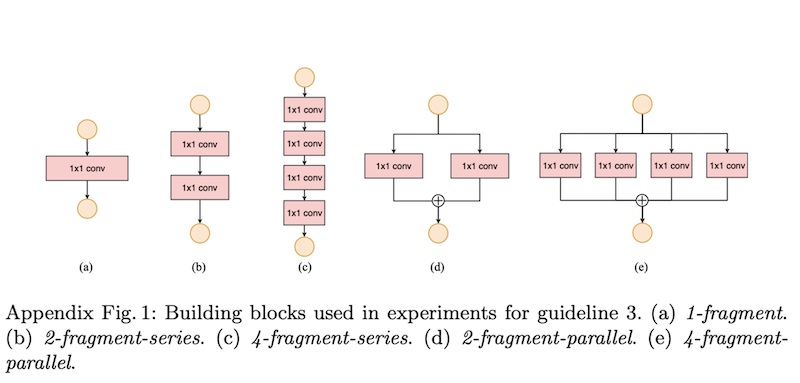 1x1 conv
1x1 conv
1x1 conv
1x1 conv
1x1 conv
1x1 conv
1x1 conv
1x1 conv 1x1 conv
1x1 conv 1x1 conv 1x1 conv 1x1 conv
(a) (b) (c) (d) (e)
Appendix Fig. 1: Building blocks used in experiments for guideline 3. (a) 1-fragment.
(b) 2-fragment-series. (c) 4-fragment-series. (d) 2-fragment-parallel. (e) 4-fragment-
parallel.